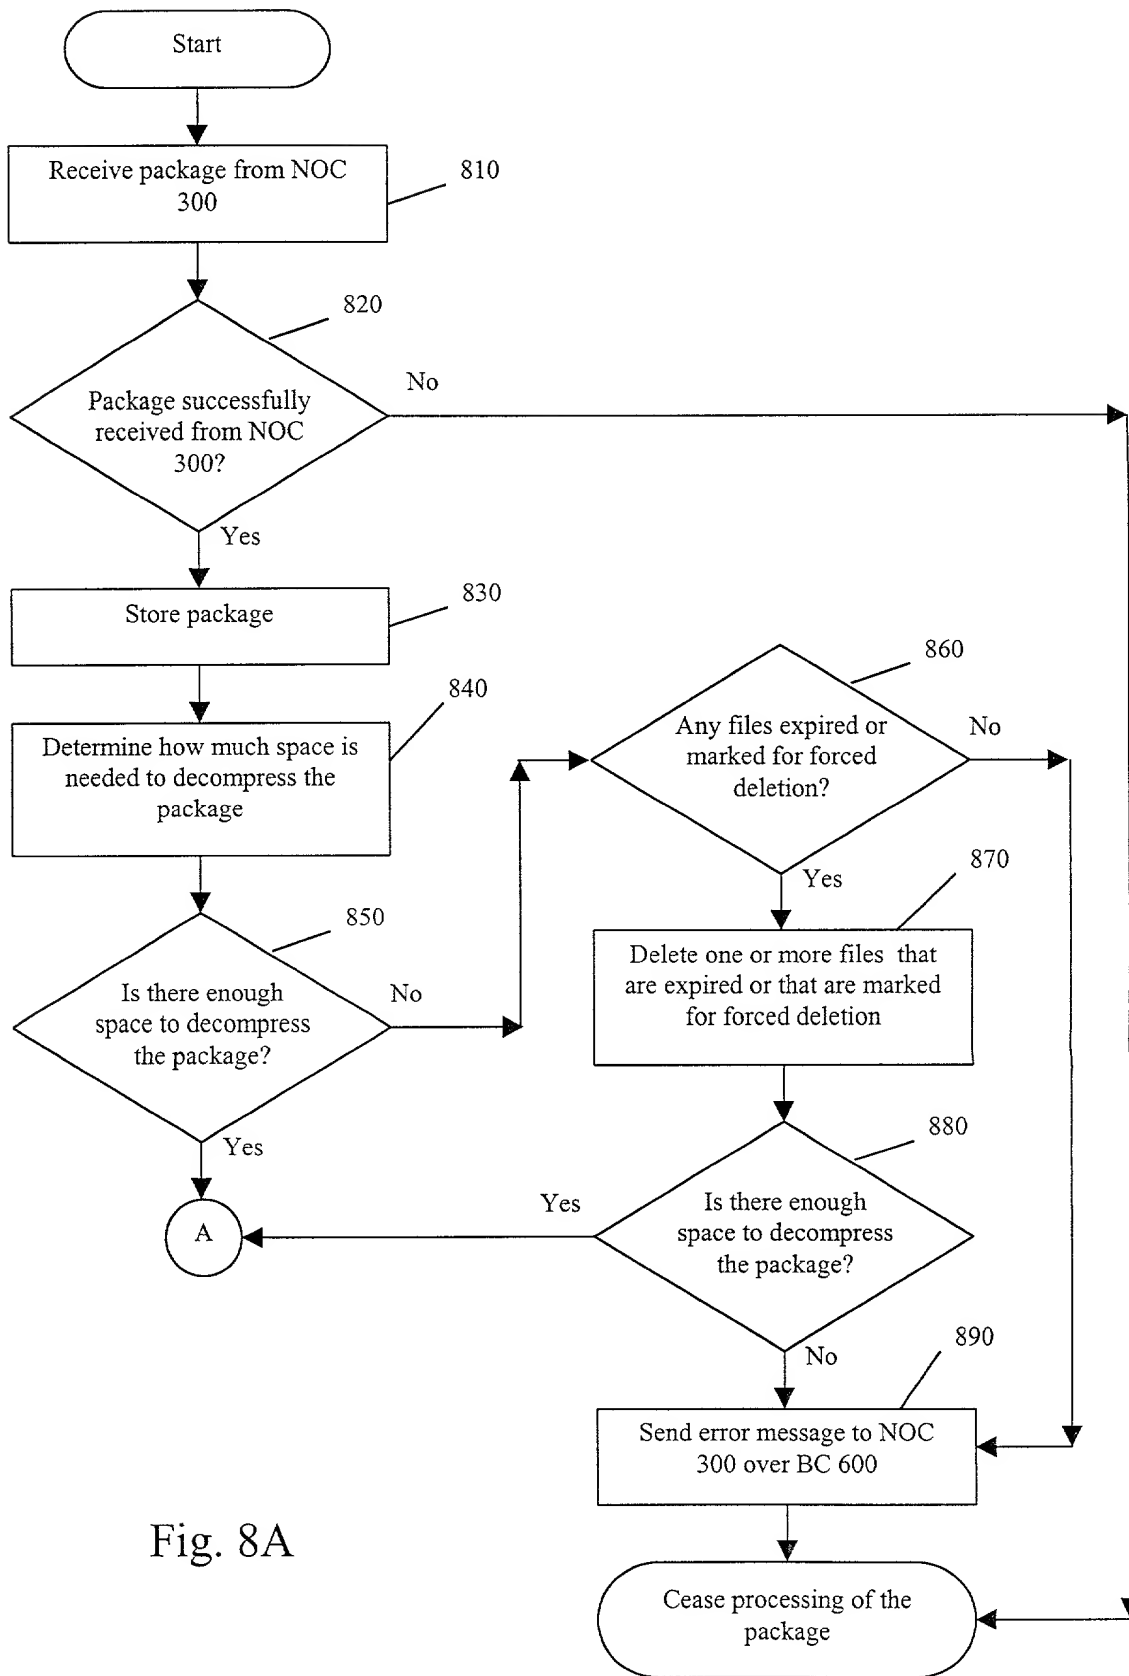 Start
Receive package from NOC
300
810
820
No
Package successfully
received from NOC
300?
Yes
Store package
830
840
Determine how much space is
needed to decompress the
package
850
Is there enough
space to decompress
the package?
No
Yes
A
860
Any files expired or
marked for forced
deletion?
No
Yes
870
Delete one or more files that
are expired or that are marked
for forced deletion
880
Is there enough
space to decompress
the package?
Yes
No
890
Send error message to NOC
300 over BC 600
Cease processing of the
package
Fig. 8A